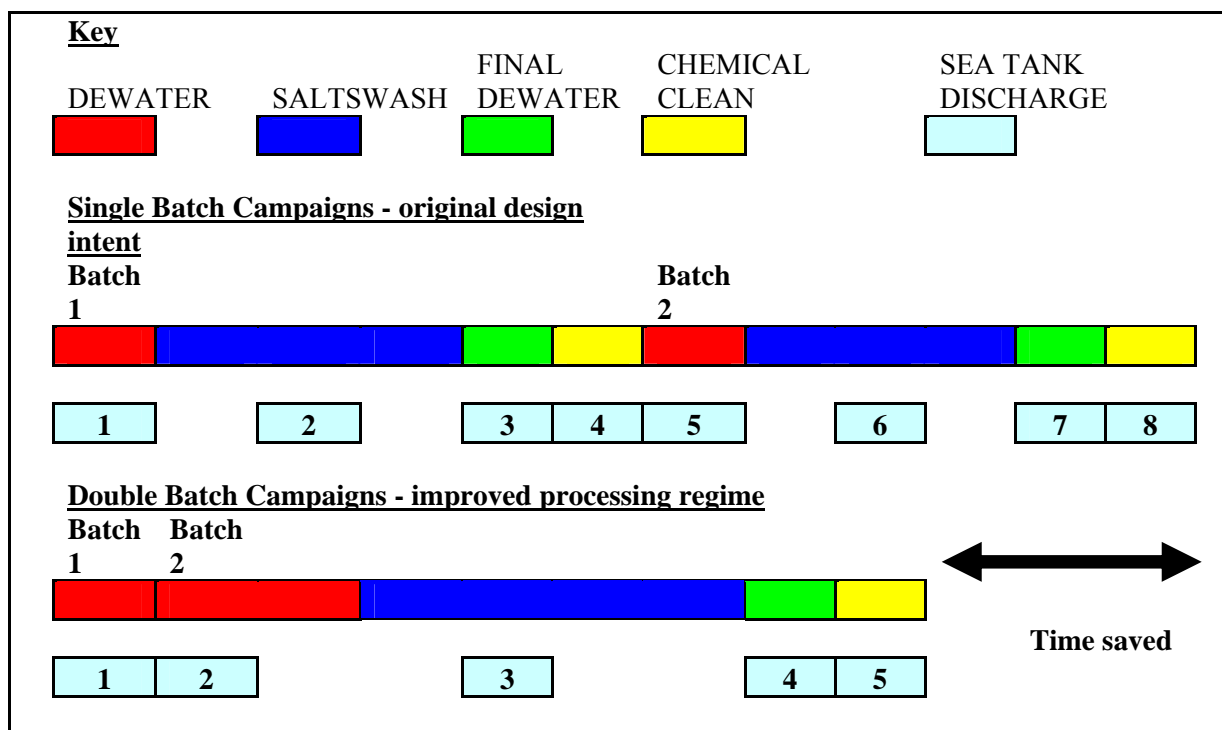 Key
FINAL CHEMICAL SEA TANK
DEWATER SALTSWASH DEWATER CLEAN DISCHARGE
Single Batch Campaigns - original design
intent
Batch Batch
1 2
1 2 3 4 5 6 7 8
Double Batch Campaigns - improved processing regime
Batch Batch
1 2
Time saved
1 2 3 4 5